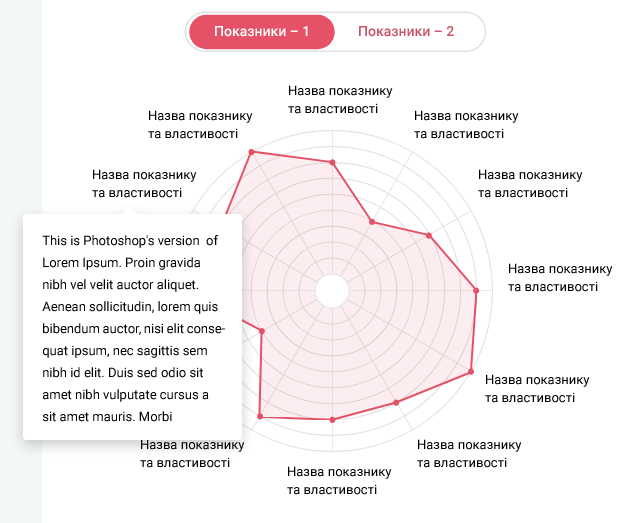 Показники – 1
Показники – 2
Назва показнику
та властивості
Назва показнику
та властивості
Назва показнику
та властивості
Назва показнику
та властивості
Назва показнику
та властивості
This is Photoshop's version of
Lorem Ipsum. Proin gravida
nibh vel velit auctor aliquet.
Aenean sollicitudin, lorem quis
bibendum auctor, nisi elit conse-
quat ipsum, nec sagittis sem
nibh id elit. Duis sed odio sit
amet nibh vulputate cursus a
sit amet mauris. Morbi
Назва показнику
та властивості
Назва показнику
та властивості
Назва показнику
та властивості
Назва показнику
та властивості
Назва показнику
та властивості